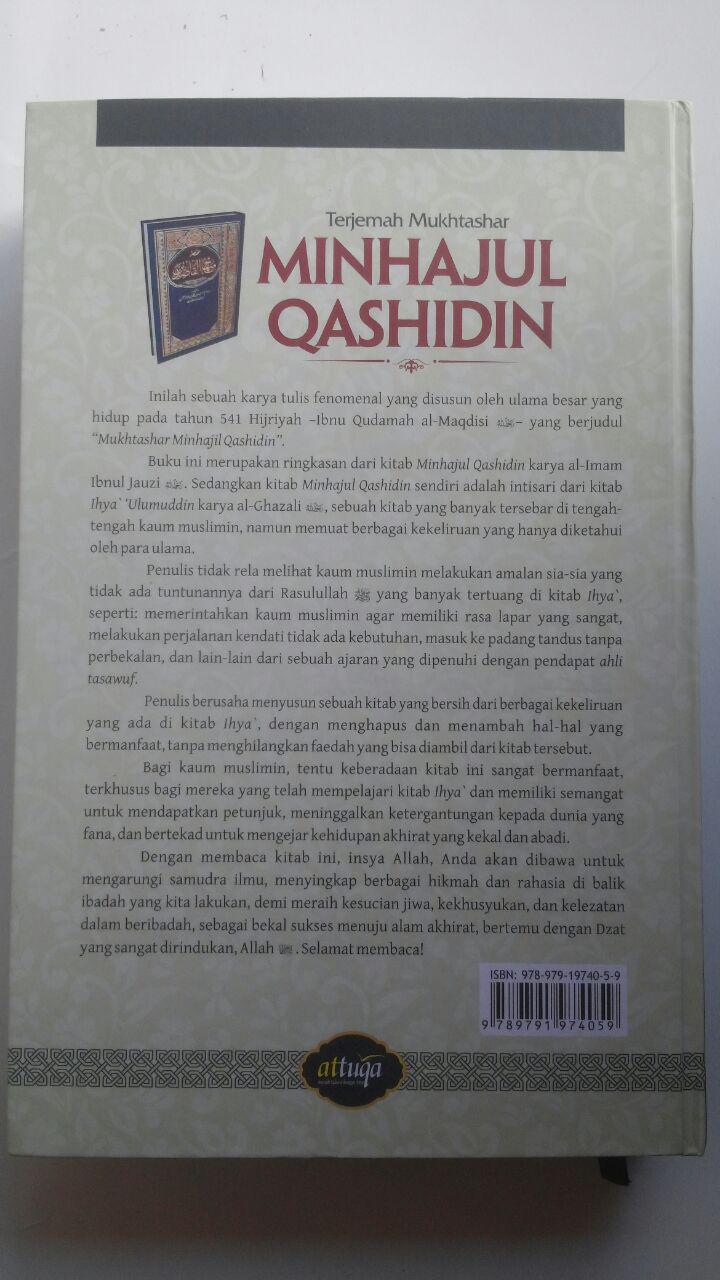 Terjemah Mukhtashar
MINHAJUL
QASHIDIN
Inilah sebuah karya tulis fenomenal yang disusun oleh ulama besar yang
hidup pada tahun 541 Hijriyah –Ibnu Qudamah al-Maqdisi – yang berjudul
“Mukhtashar Minhajil Qashidin”.
Buku ini merupakan ringkasan dari kitab Minhajul Qashidin karya al-Imam
Ibnul Jauzi . Sedangkan kitab Minhajul Qashidin sendiri adalah intisari dari kitab
Ihya` ‘Ulumuddin karya al-Ghazali , sebuah kitab yang banyak tersebar di tengah-
tengah kaum muslimin, namun memuat berbagai kekeliruan yang hanya diketahui
oleh para ulama.
Penulis tidak rela melihat kaum muslimin melakukan amalan sia-sia yang
tidak ada tuntunannya dari Rasulullah ﷺ yang banyak tertuang di kitab Ihya`,
seperti: memerintahkan kaum muslimin agar memiliki rasa lapar yang sangat,
melakukan perjalanan kendati tidak ada kebutuhan, masuk ke padang tandus tanpa
perbekalan, dan lain-lain dari sebuah ajaran yang dipenuhi dengan pendapat ahli
tasawuf.
Penulis berusaha menyusun sebuah kitab yang bersih dari berbagai kekeliruan
yang ada di kitab Ihya`, dengan menghapus dan menambah hal-hal yang
bermanfaat, tanpa menghilangkan faedah yang bisa diambil dari kitab tersebut.
Bagi kaum muslimin, tentu keberadaan kitab ini sangat bermanfaat,
terkhusus bagi mereka yang telah mempelajari kitab Ihya` dan memiliki semangat
untuk mendapatkan petunjuk, meninggalkan ketergantungan kepada dunia yang
fana, dan bertekad untuk mengejar kehidupan akhirat yang kekal dan abadi.
Dengan membaca kitab ini, insya Allah, Anda akan dibawa untuk
mengarungi samudra ilmu, menyingkap berbagai hikmah dan rahasia di balik
ibadah yang kita lakukan, demi meraih kesucian jiwa, kekhusyukan, dan kelezatan
dalam beribadah, sebagai bekal sukses menuju alam akhirat, bertemu dengan Dzat
yang sangat dirindukan, Allah . Selamat membaca!
ISBN: 978-979-19740-5-9
9 789791 974059
attuqa